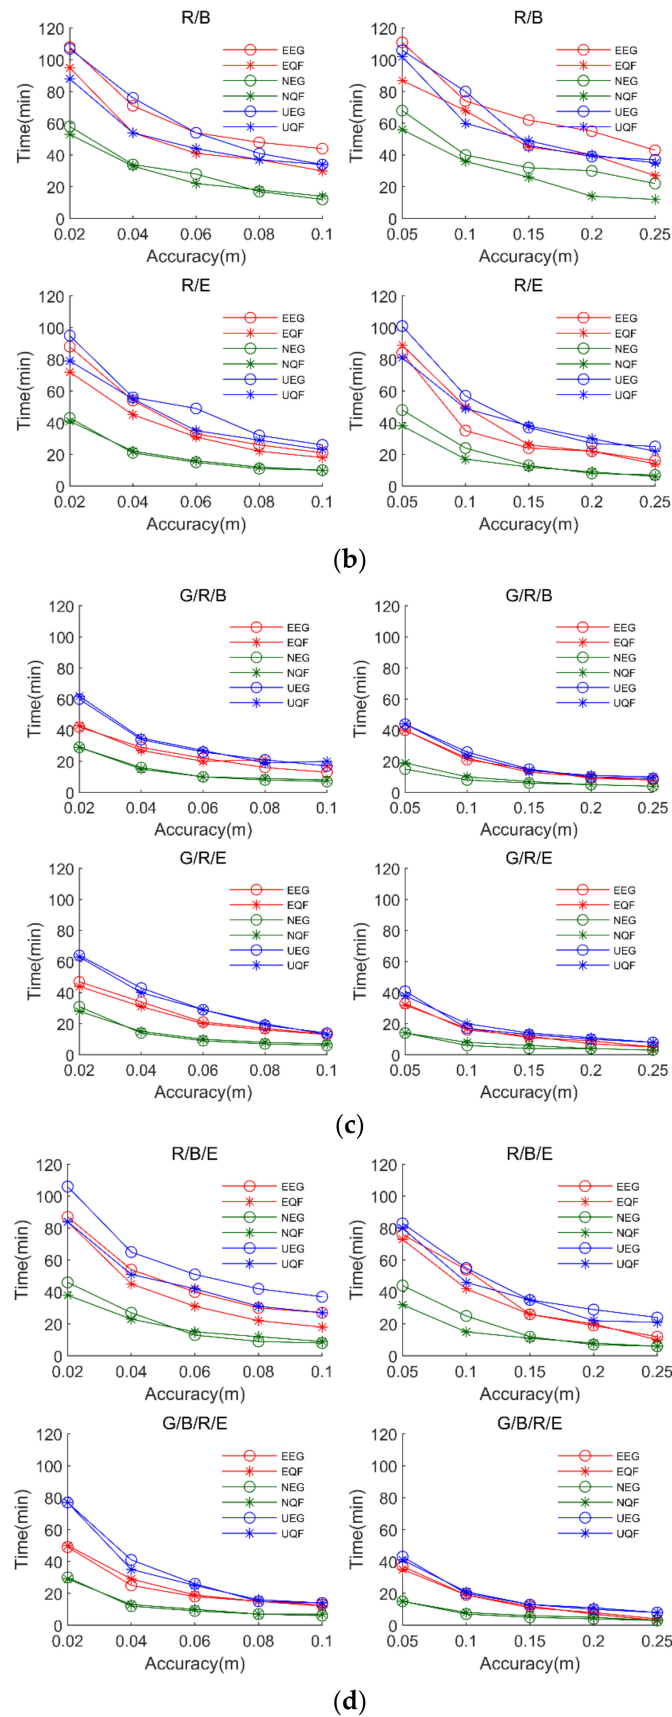 R/B
R/B
120
100
80
60
40
20
0
Time(min)
EEG
EQF
NEG
NQF
UEG
UQF
0.02 0.04 0.06 0.08 0.1
Accuracy(m)
120
100
80
60
40
20
0
Time(min)
EEG
EQF
NEG
NQF
UEG
UQF
0.05 0.1 0.15 0.2 0.25
Accuracy(m)
R/E
R/E
120
100
80
60
40
20
0
Time(min)
EEG
EQF
NEG
NQF
UEG
UQF
0.02 0.04 0.06 0.08 0.1
Accuracy(m)
120
100
80
60
40
20
0
Time(min)
EEG
EQF
NEG
NQF
UEG
UQF
0.05 0.1 0.15 0.2 0.25
Accuracy(m)
(b)
G/R/B
G/R/B
120
100
80
60
40
20
0
Time(min)
EEG
EQF
NEG
NQF
UEG
UQF
0.02 0.04 0.06 0.08 0.1
Accuracy(m)
120
100
80
60
40
20
0
Time(min)
EEG
EQF
NEG
NQF
UEG
UQF
0.05 0.1 0.15 0.2 0.25
Accuracy(m)
G/R/E
G/R/E
120
100
80
60
40
20
0
Time(min)
EEG
EQF
NEG
NQF
UEG
UQF
0.02 0.04 0.06 0.08 0.1
Accuracy(m)
120
100
80
60
40
20
0
Time(min)
EEG
EQF
NEG
NQF
UEG
UQF
0.05 0.1 0.15 0.2 0.25
Accuracy(m)
(c)
R/B/E
R/B/E
120
100
80
60
40
20
0
Time(min)
EEG
EQF
NEG
NQF
UEG
UQF
0.02 0.04 0.06 0.08 0.1
Accuracy(m)
120
100
80
60
40
20
0
Time(min)
EEG
EQF
NEG
NQF
UEG
UQF
0.05 0.1 0.15 0.2 0.25
Accuracy(m)
G/B/R/E
G/B/R/E
120
100
80
60
40
20
0
Time(min)
EEG
EQF
NEG
NQF
UEG
UQF
0.02 0.04 0.06 0.08 0.1
Accuracy(m)
120
100
80
60
40
20
0
Time(min)
EEG
EQF
NEG
NQF
UEG
UQF
0.05 0.1 0.15 0.2 0.25
Accuracy(m)
(d)